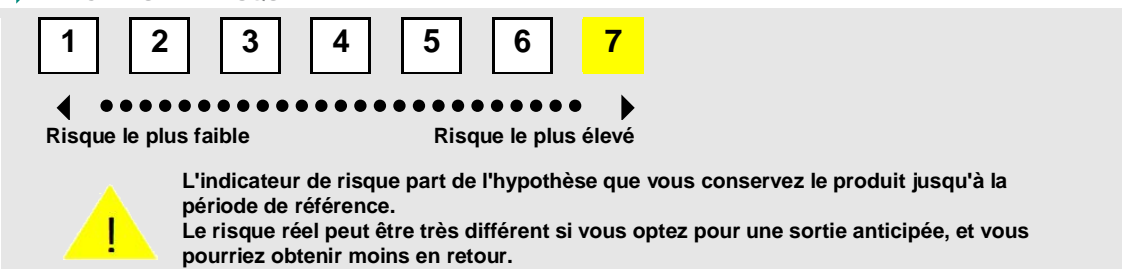 1 2 3 4 5 6 7
Risque le plus faible Risque le plus élevé
!
L'indicateur de risque part de l'hypothèse que vous conservez le produit jusqu'à la
période de référence.
Le risque réel peut être très différent si vous optez pour une sortie anticipée, et vous
pourriez obtenir moins en retour.